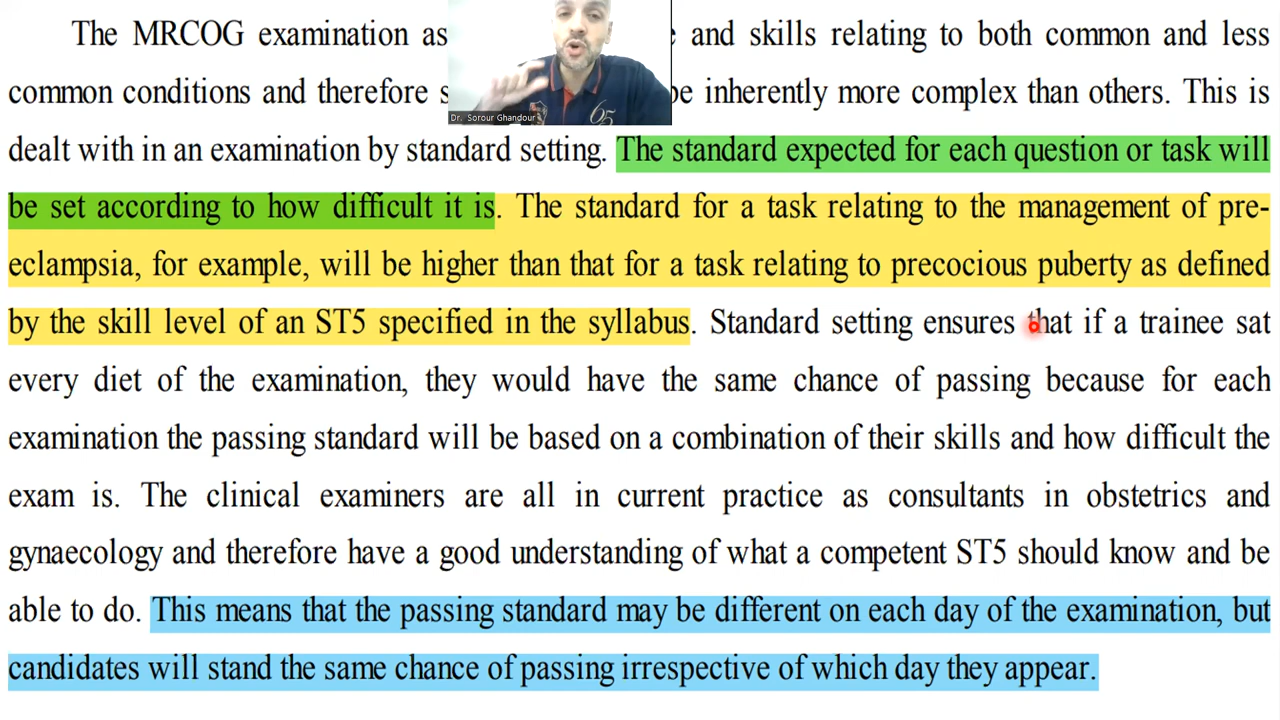 The MRCOG examination as and skills relating to both common and less
common conditions and therefore be inherently more complex than others. This is
Dr. Sorour Ghandour
dealt with in an examination by standard setting. The standard expected for each question or task will
be set according to how difficult it is. The standard for a task relating to the management of pre-
eclampsia, for example, will be higher than that for a task relating to precocious puberty as defined
by the skill level of an ST5 specified in the syllabus. Standard setting ensures that if a trainee sat
every diet of the examination, they would have the same chance of passing because for each
examination the passing standard will be based on a combination of their skills and how difficult the
exam is. The clinical examiners are all in current practice as consultants in obstetrics and
gynaecology and therefore have a good understanding of what a competent ST5 should know and be
able to do. This means that the passing standard may be different on each day of the examination, but
candidates will stand the same chance of passing irrespective of which day they appear.